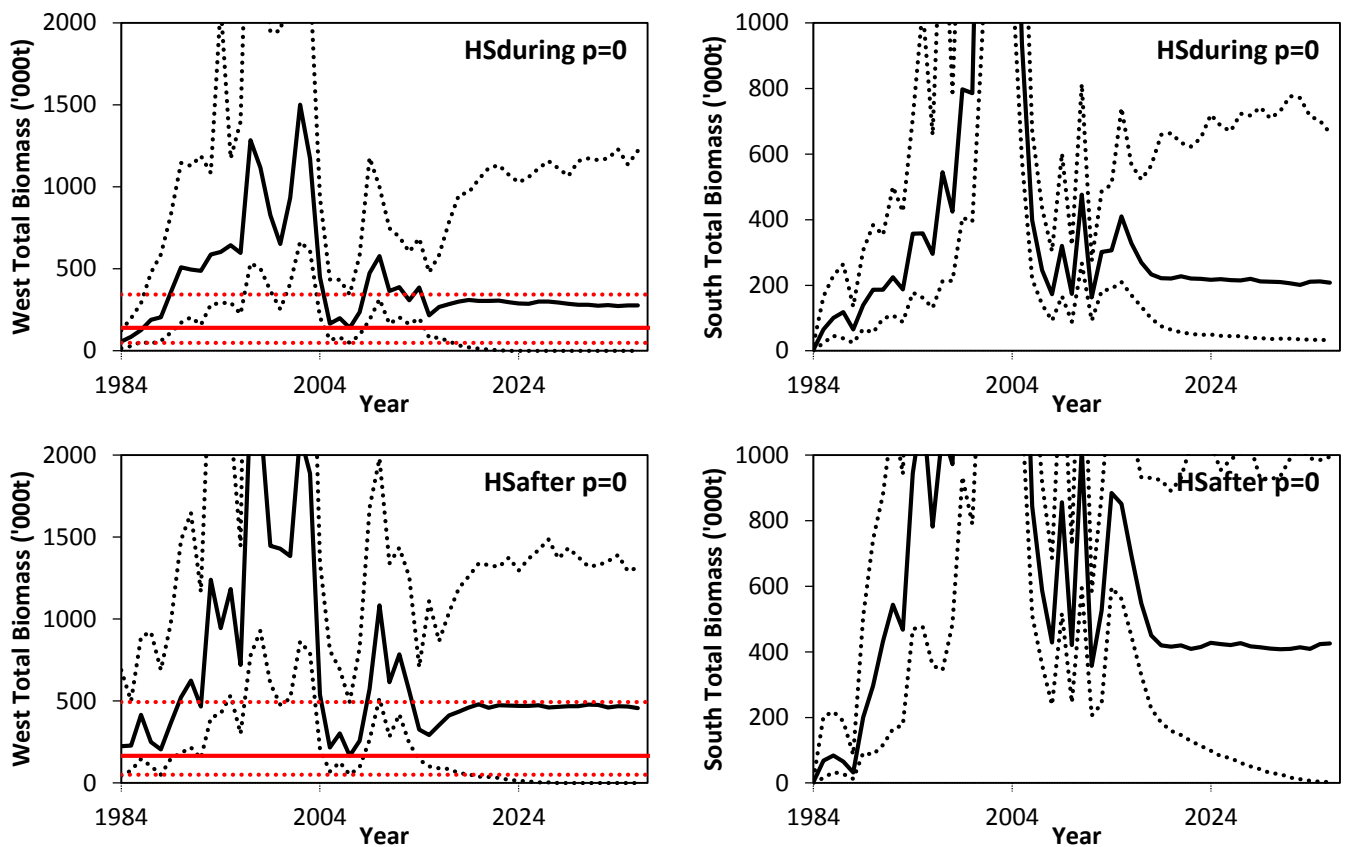 HSduring p=0
West Total Biomass ('000t)
2000
1500
1000
500
0
1984
2004
2024
Year
HSduring p=0
South Total Biomass ('000t)
1000
800
600
400
200
0
1984
2004
2024
Year
HSafter p=0
West Total Biomass ('000t)
2000
1500
1000
500
0
1984
2004
2024
Year
HSafter p=0
South Total Biomass ('000t)
1000
800
600
400
200
0
1984
2004
2024
Year